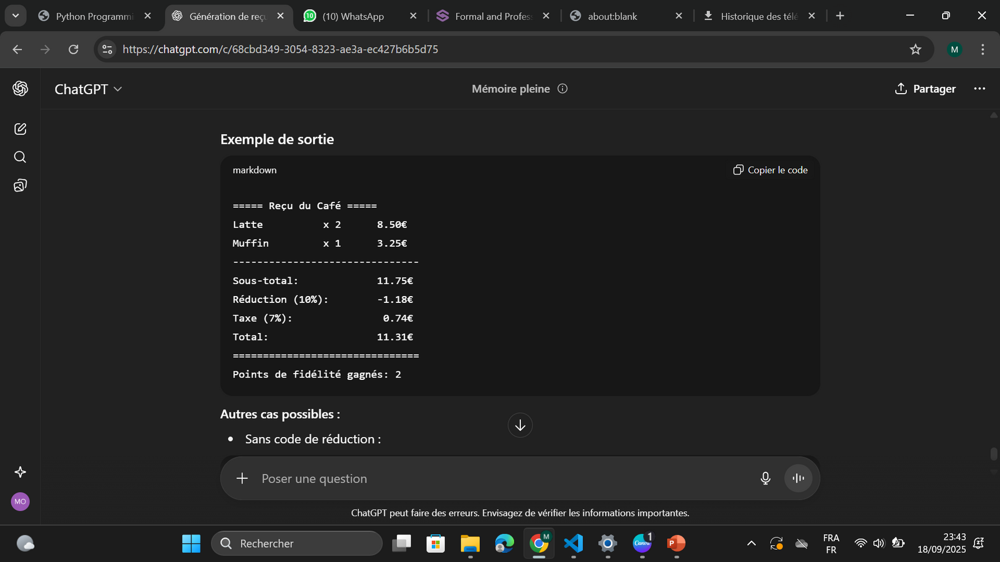 Python Programmi
Génération de reçu
(10) WhatsApp
Formal and Profes
about:blank
Historique des télé
https://chatgpt.com/c/68cbd349-3054-8323-ae3a-ec427b6b5d75
M
ChatGPT
Mémoire pleine
Partager
Exemple de sortie
markdown
Copier le code
===== Reçu du Café =====
Latte          x 2      8.50€
Muffin         x 1      3.25€
-------------------------------
Sous-total:             11.75€
Réduction (10%):        -1.18€
Taxe (7%):               0.74€
Total:                  11.31€
===============================
Points de fidélité gagnés: 2
Autres cas possibles :
• Sans code de réduction :
Poser une question
MO
ChatGPT peut faire des erreurs. Envisagez de vérifier les informations importantes.
Rechercher
M
Canva
1
P
FRA
FR
23:43
18/09/2025